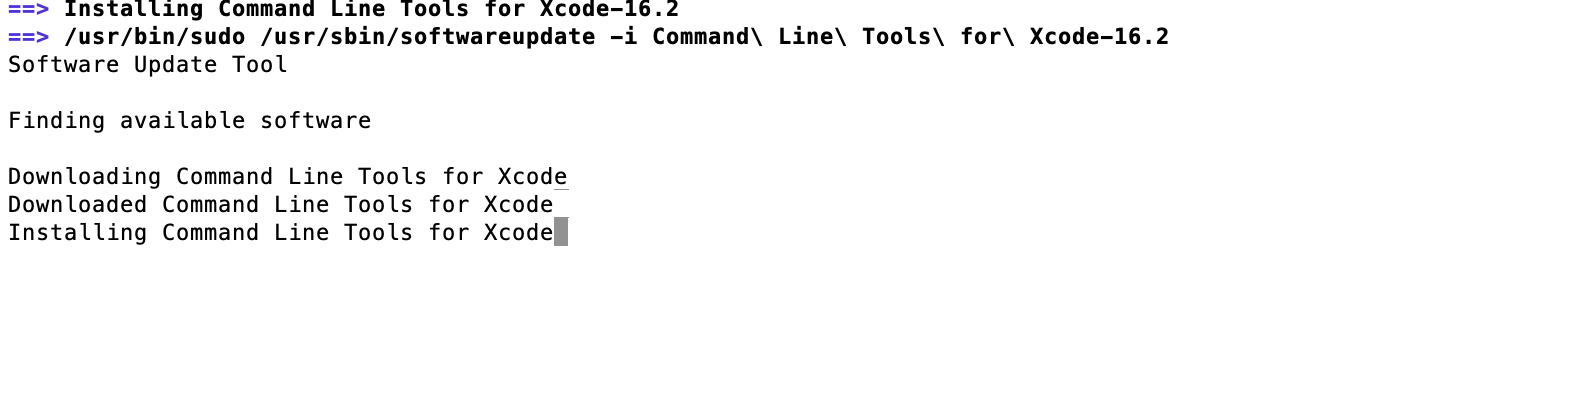 ==> Installing Command Line Tools for Xcode-16.2
==> /usr/bin/sudo /usr/sbin/softwareupdate -i Command\ Line\ Tools\ for\ Xcode-16.2
Software Update Tool
Finding available software
Downloading Command Line Tools for Xcode
Downloaded Command Line Tools for Xcode
Installing Command Line Tools for Xcode